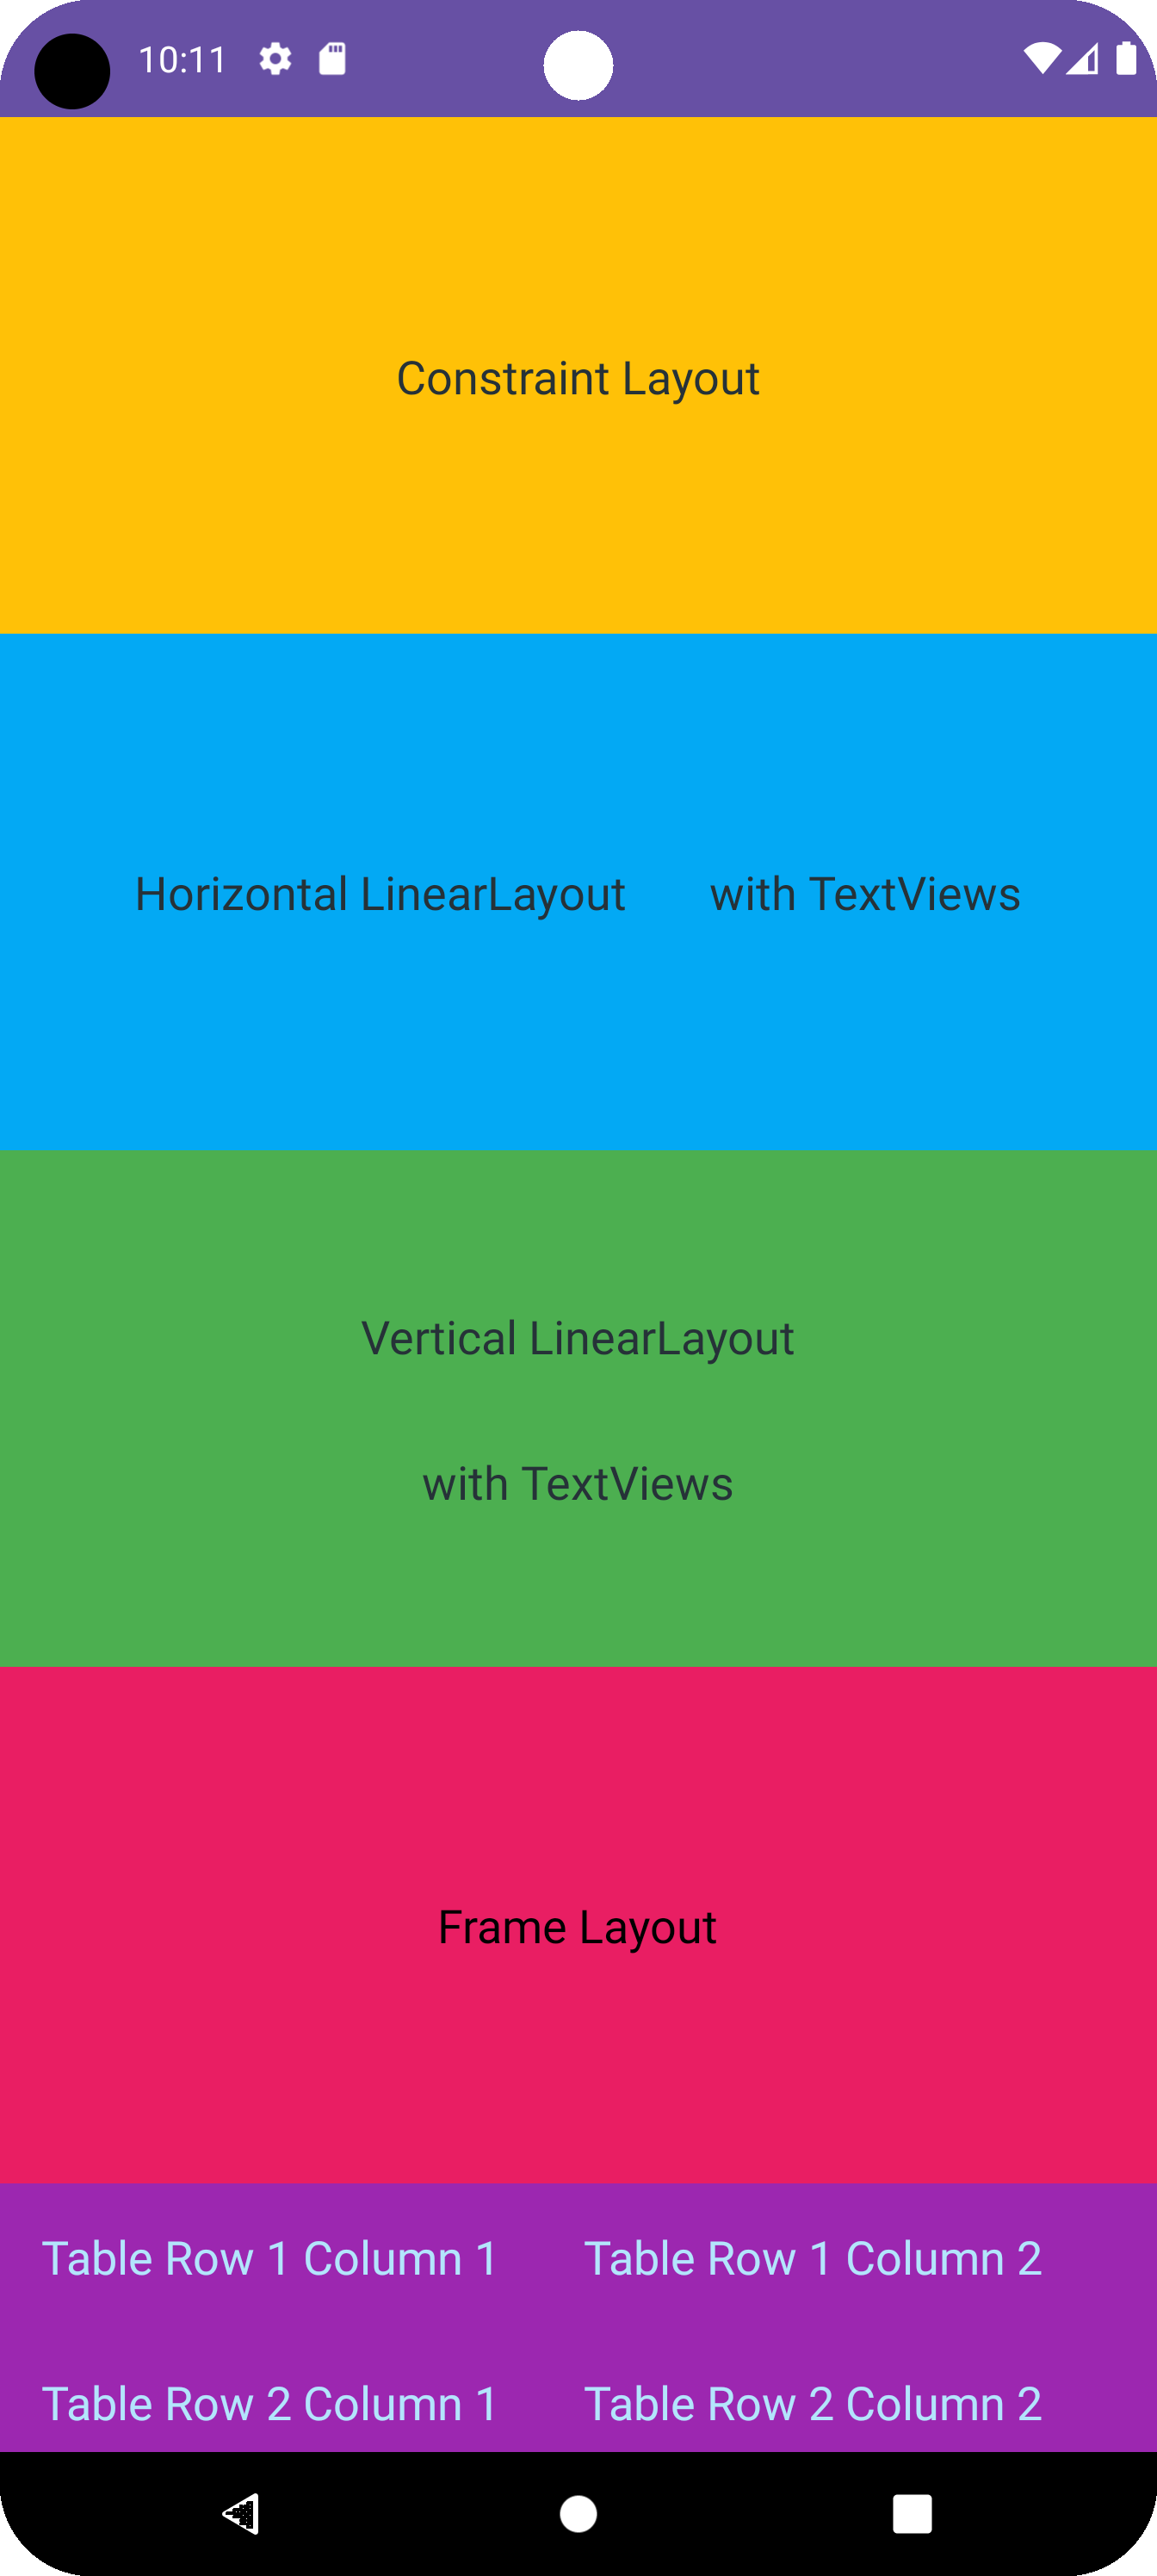 10:11
Constraint Layout
Horizontal LinearLayout with TextViews
Vertical LinearLayout
with TextViews
Frame Layout
Table Row 1 Column 1 Table Row 1 Column 2
Table Row 2 Column 1 Table Row 2 Column 2